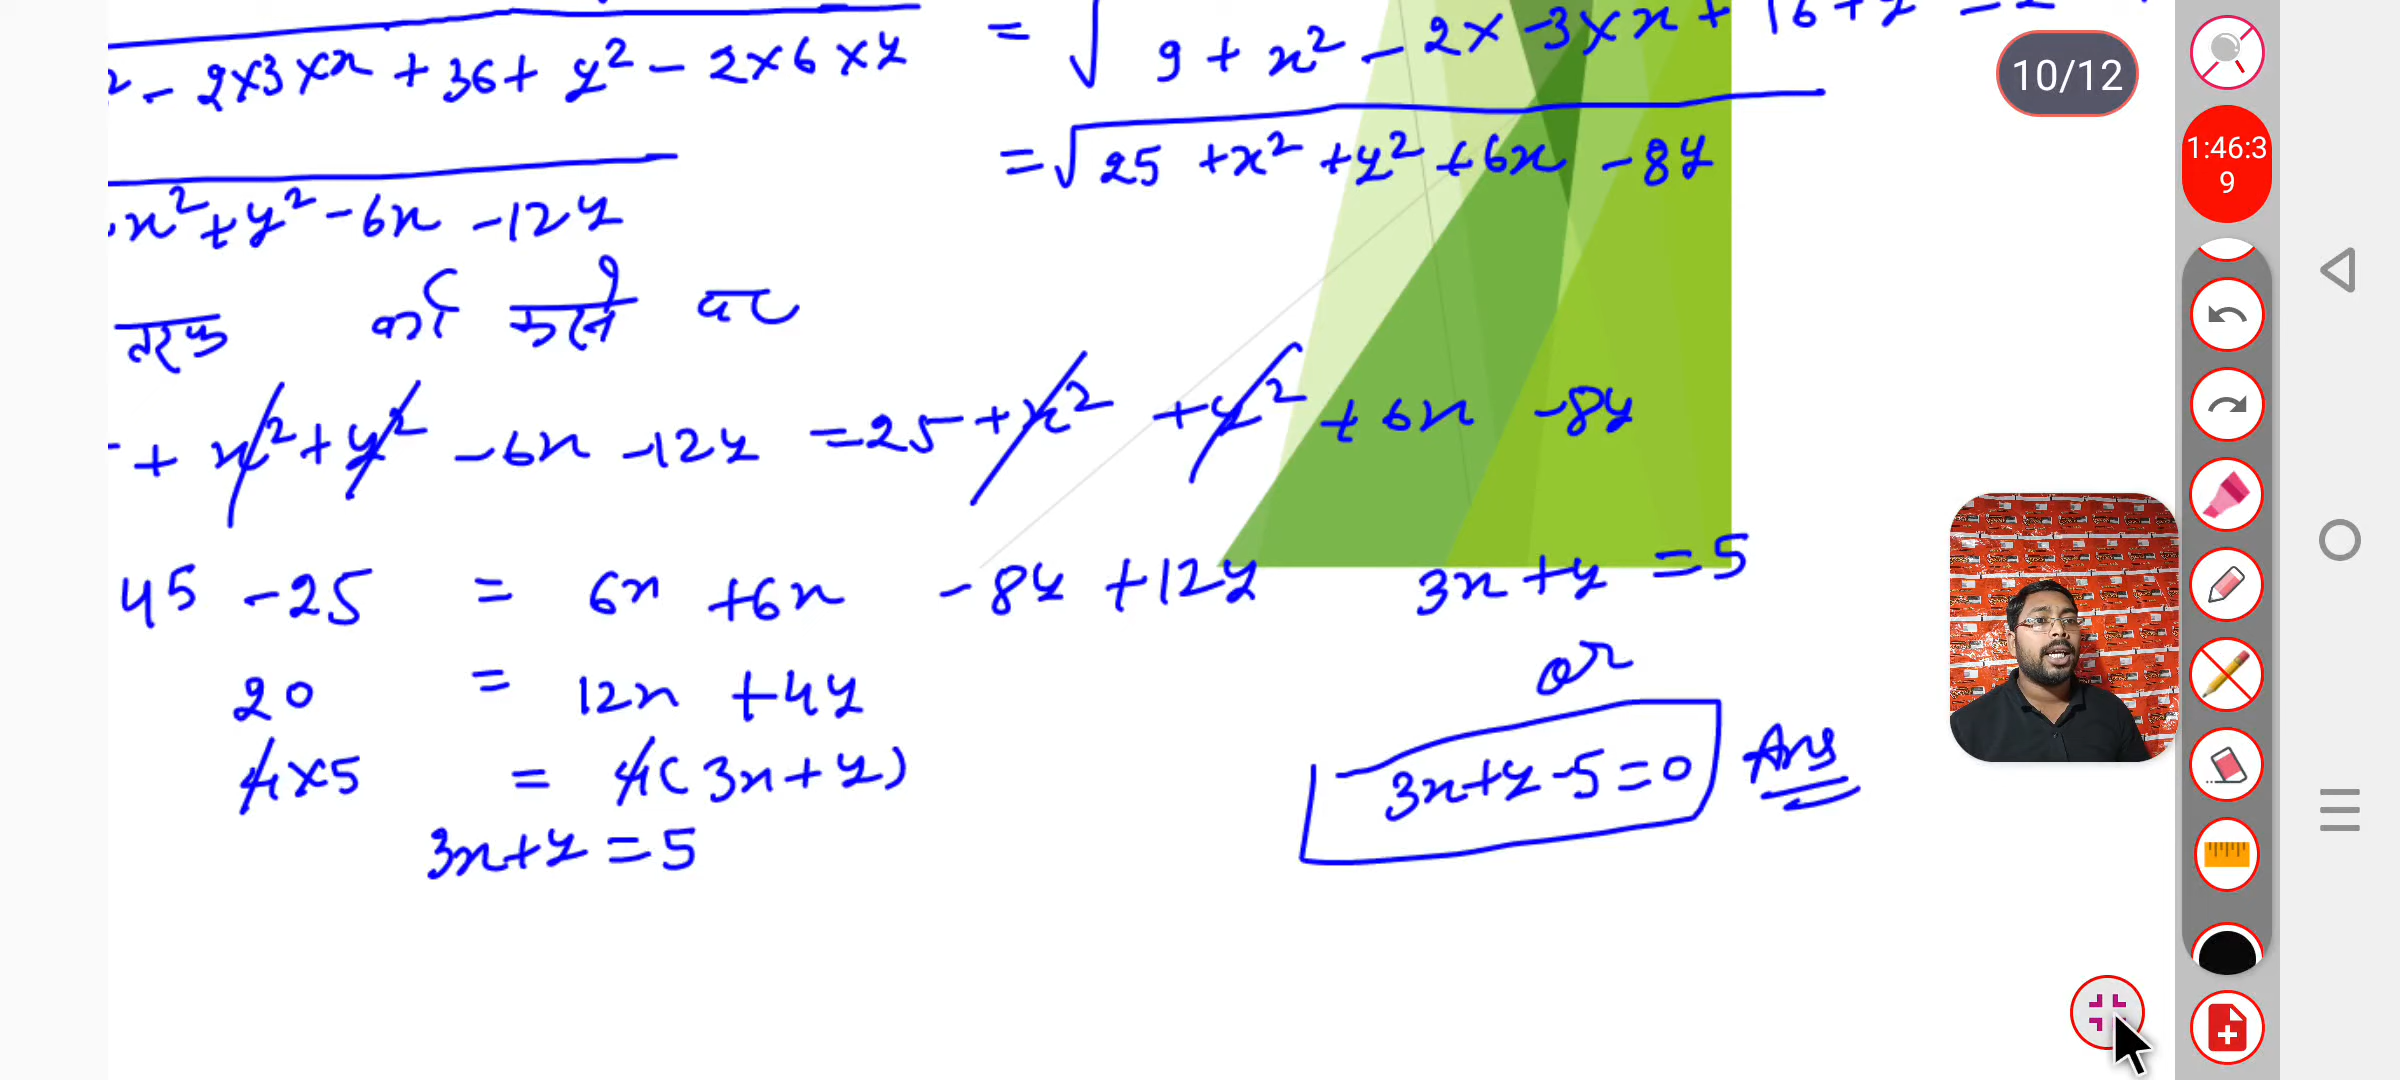 ² - 2×3×x + 36 + y² - 2×6×y = √9 + x² - 2×-3×x + 16 + y²
10/12
1:46:39
x² + y² - 6x - 12y = √25 + x² + y² + 6x - 8y
तरफ वर्ग करने पर
+ x² + y² - 6x - 12y = 25 + x² + y² + 6x - 8y
45 - 25 = 6x + 6x - 8y + 12y
3x + y = 5
20 = 12x + 4y
or
4×5 = 4(3x + y)
3x + y - 5 = 0 Ans
3x + y = 5